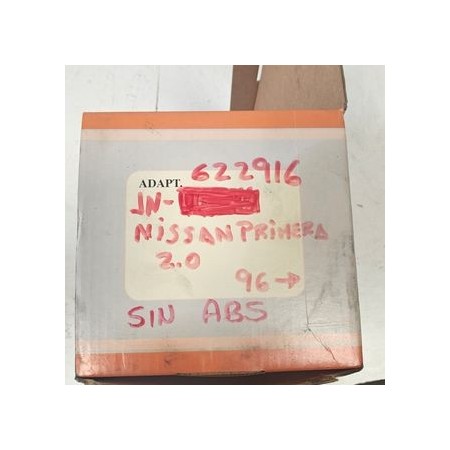 ADAPT. 622916
JN-
NISSAN PRIMERA
2.0
96→
SIN ABS